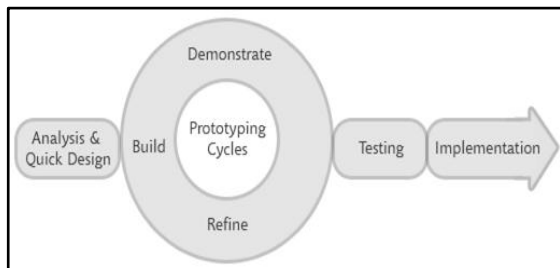 Demonstrate
Analysis &
Quick Design
Build
Prototyping
Cycles
Testing
Implementation
Refine